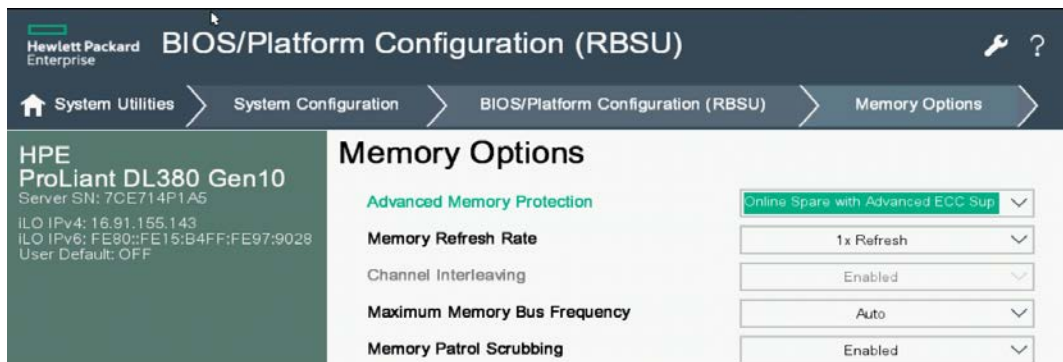 Hewlett Packard
Enterprise
BIOS/Platform Configuration (RBSU)
?
System Utilities
System Configuration
BIOS/Platform Configuration (RBSU)
Memory Options
HPE
ProLiant DL380 Gen10
Server SN: 7CE714P1A5
iLO IPv4: 16.91.155.143
iLO IPv6: FE80::FE15:B4FF:FE97:9028
User Default: OFF
Memory Options
Advanced Memory Protection Online Spare with Advanced ECC Sup
Memory Refresh Rate 1x Refresh
Channel Interleaving Enabled
Maximum Memory Bus Frequency Auto
Memory Patrol Scrubbing Enabled